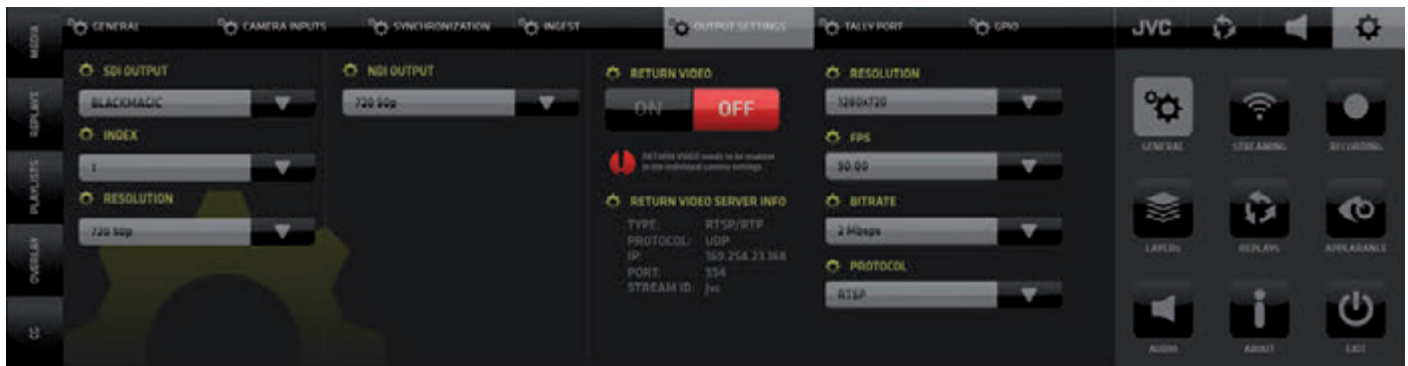 MEDIA
REPLAYS
PLAYLISTS
OVERLAY
GENERAL
CAMERA INPUTS
SYNCHRONIZATION
INGEST
OUTPUT SETTINGS
TALLY PORT
GPIO
JVC
SDI OUTPUT
BLACKMAGIC
INDEX
1
RESOLUTION
720 50p
NDI OUTPUT
720 50p
RETURN VIDEO
ON
OFF
RETURN VIDEO needs to be enabled
in the individual camera settings
RETURN VIDEO SERVER INFO
TYPE: RTSP/RTP
PROTOCOL: UDP
IP: 169.254.23.168
PORT: 554
STREAM ID: jvc
RESOLUTION
1280x720
FPS
50.00
BITRATE
2 Mbeps
PROTOCOL
RTSP
GENERAL
STREAMING
RECORDING
LAYERS
REPLAYS
APPEARANCE
AUDIO
ABOUT
EXIT